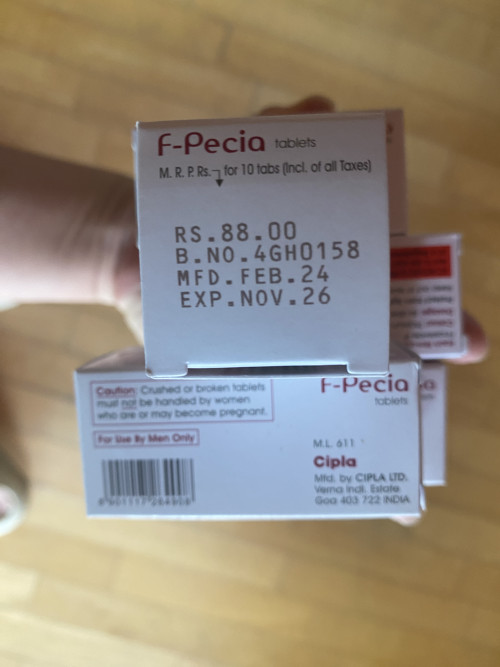 F-Pecia tablets
M. R. P. Rs. for 10 tabs (Incl. of all Taxes)
RS.88.00
B.NO.4GH0158
MFD.FEB.24
EXP.NOV.26
Caution: Crushed or broken tablets
must not be handled by women
who are or may become pregnant.
For Use By Men Only
8 901117 264908
F-Pecia
tablets
M.L. 611
Cipla
Mfd. by CIPLA LTD.
Verna Indl. Estate
Goa 403 722 INDIA